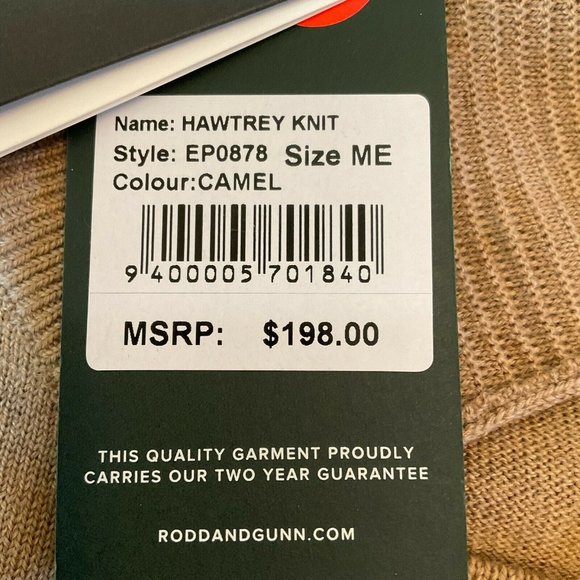 Name: HAWTREY KNIT
Style: EP0878 Size ME
Colour:CAMEL
9 400005 701840
MSRP: $198.00
THIS QUALITY GARMENT PROUDLY
CARRIES OUR TWO YEAR GUARANTEE
RODDANDGUNN.COM